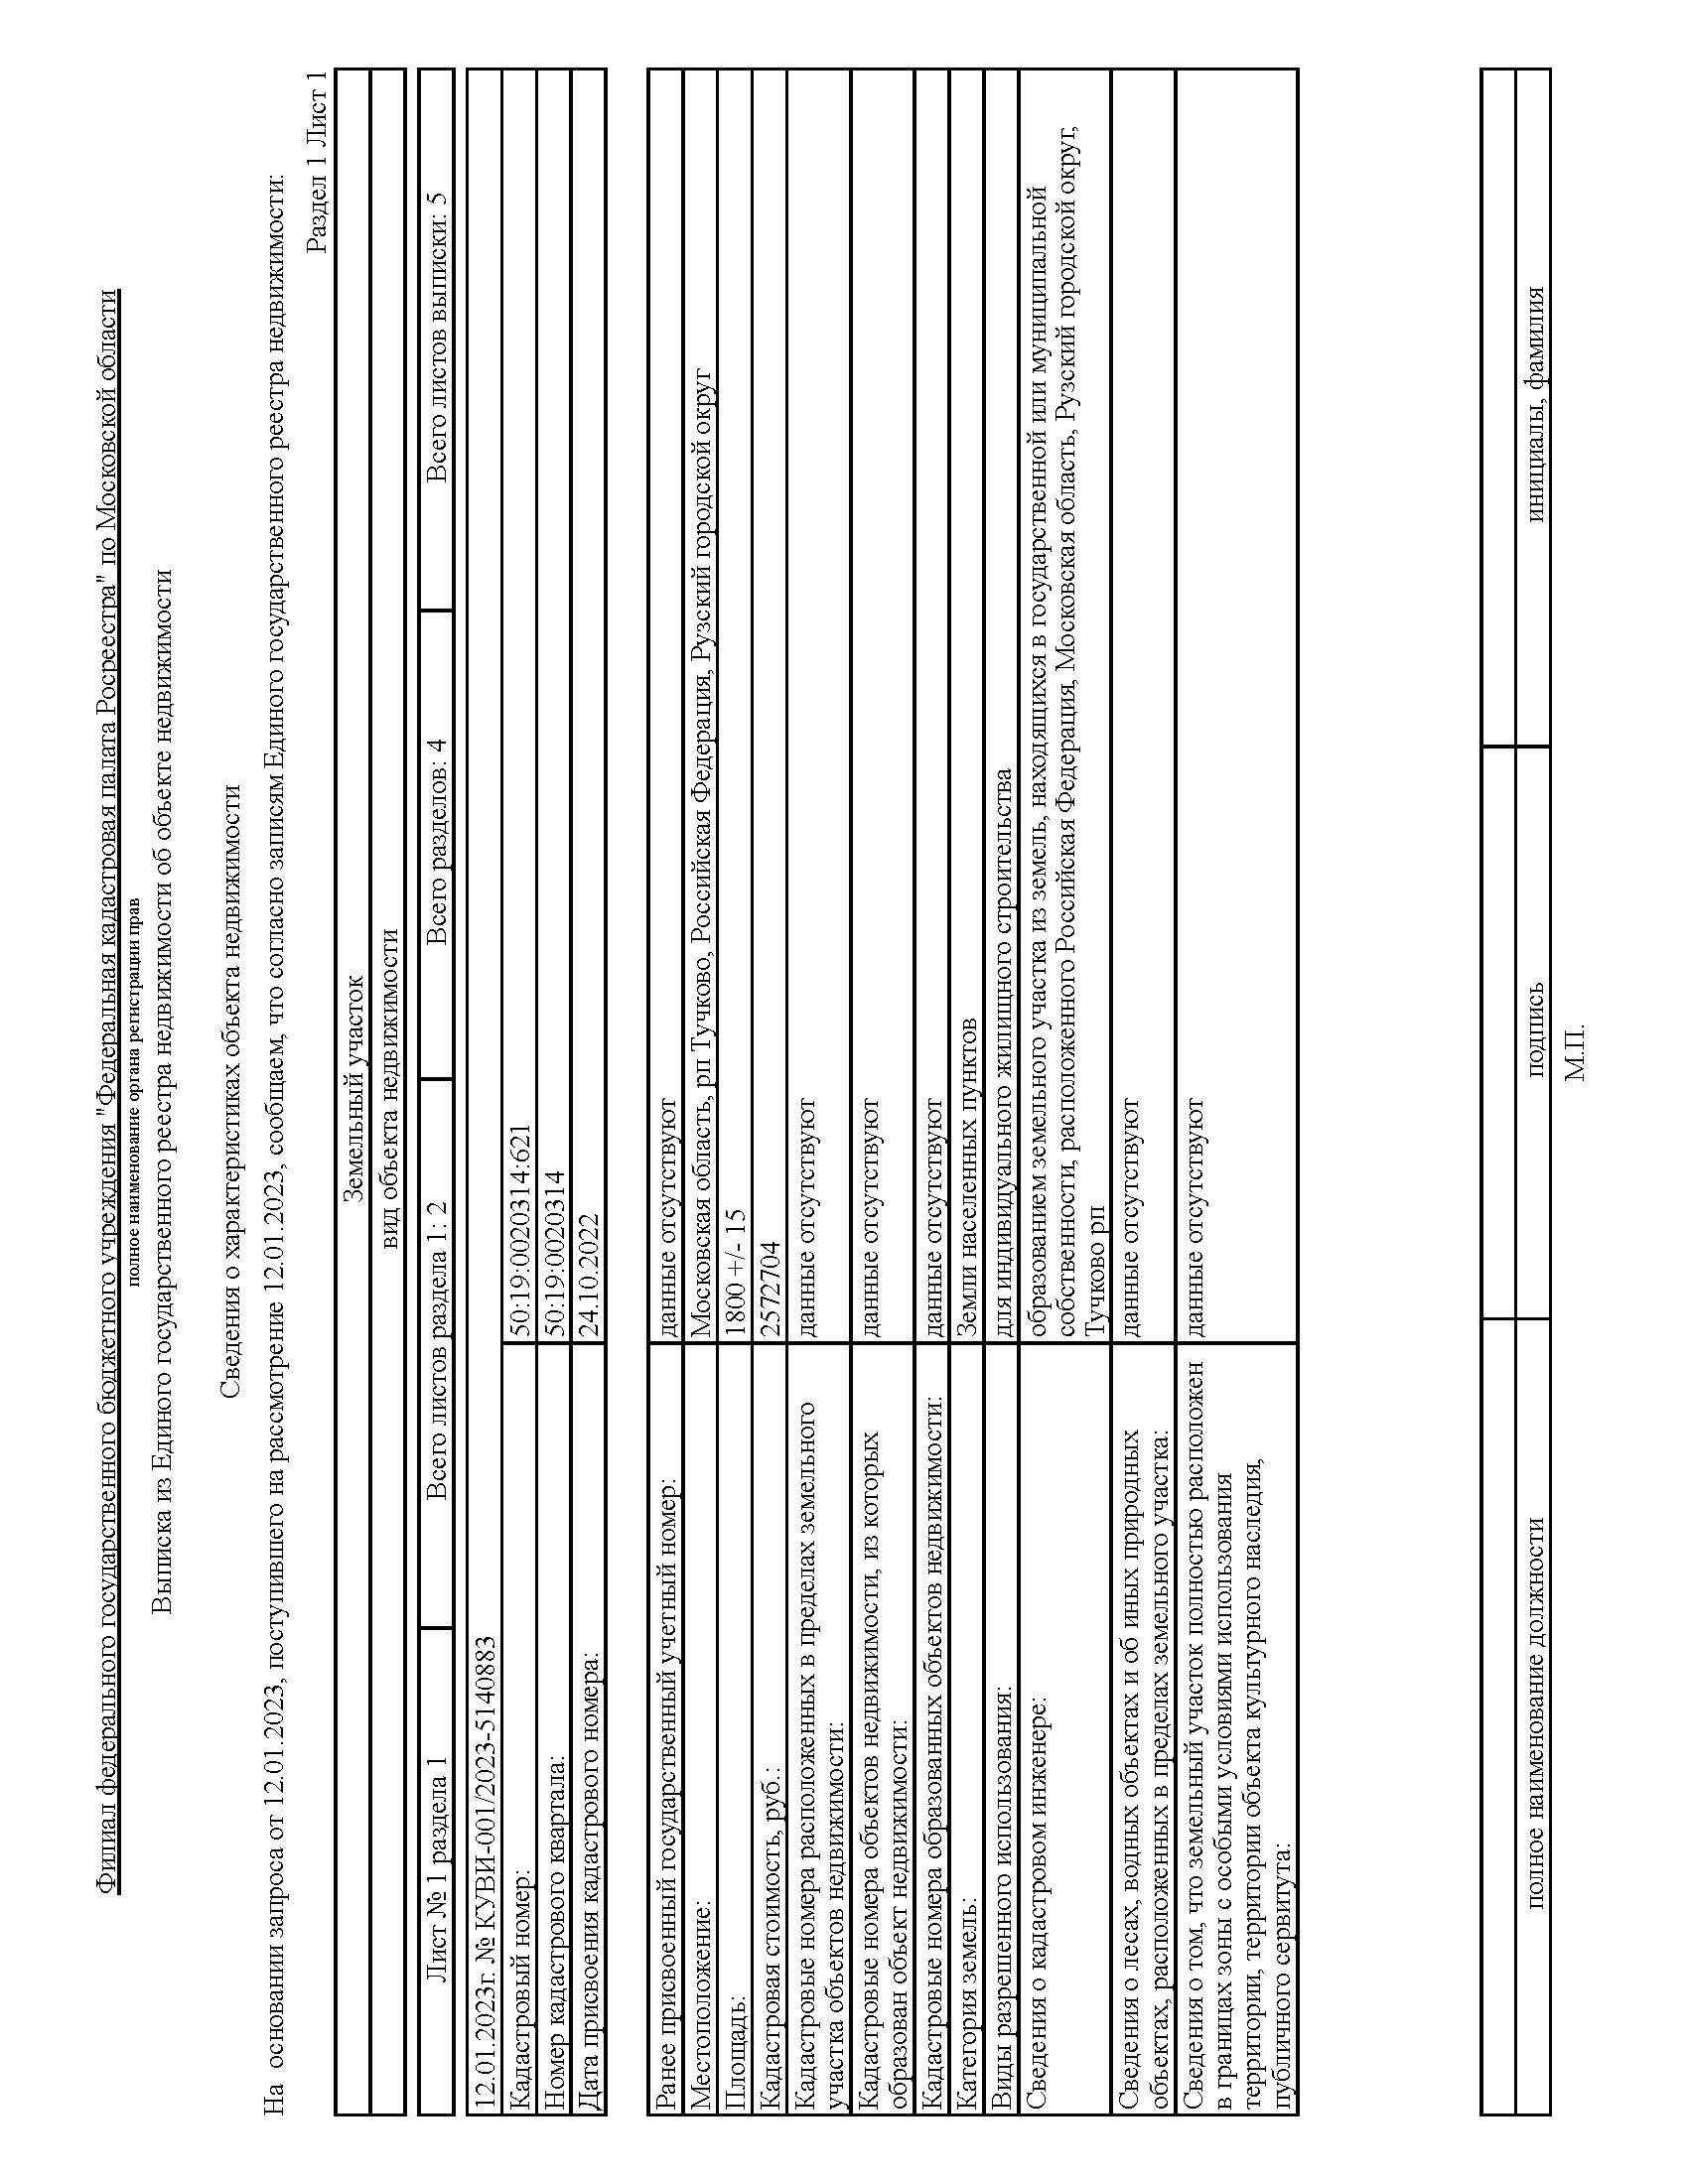 Филиал федерального государственного бюджетного учреждения "Федеральная кадастровая палата Росреестра" по Московской области
полное наименование органа регистрации прав
Выписка из Единого государственного реестра недвижимости об объекте недвижимости
Сведения о характеристиках объекта недвижимости
На основании запроса от 12.01.2023, поступившего на рассмотрение 12.01.2023, сообщаем, что согласно записям Единого государственного реестра недвижимости:
Раздел 1 Лист 1
Земельный участок
вид объекта недвижимости
Лист № 1 раздела 1 Всего листов раздела 1: 2 Всего разделов: 4 Всего листов выписки: 5
12.01.2023г. № КУВИ-001/2023-5140883
Кадастровый номер: 50:19:0020314:621
Номер кадастрового квартала: 50:19:0020314
Дата присвоения кадастрового номера: 24.10.2022
Ранее присвоенный государственный учетный номер: данные отсутствуют
Местоположение: Московская область, рп Тучково, Российская Федерация, Рузский городской округ
Площадь: 1800 +/- 15
Кадастровая стоимость, руб.: 2572704
Кадастровые номера расположенных в пределах земельного
участка объектов недвижимости: данные отсутствуют
Кадастровые номера объектов недвижимости, из которых
образован объект недвижимости: данные отсутствуют
Кадастровые номера образованных объектов недвижимости: данные отсутствуют
Категория земель: Земли населенных пунктов
Виды разрешенного использования: для индивидуального жилищного строительства
Сведения о кадастровом инженере: образованием земельного участка из земель, находящихся в государственной или муниципальной
собственности, расположенного Российская Федерация, Московская область, Рузский городской округ,
Тучково рп
Сведения о лесах, водных объектах и об иных природных
объектах, расположенных в пределах земельного участка: данные отсутствуют
Сведения о том, что земельный участок полностью расположен
в границах зоны с особыми условиями использования
территории, территории объекта культурного наследия,
публичного сервитута: данные отсутствуют
полное наименование должности подпись инициалы, фамилия
М.П.